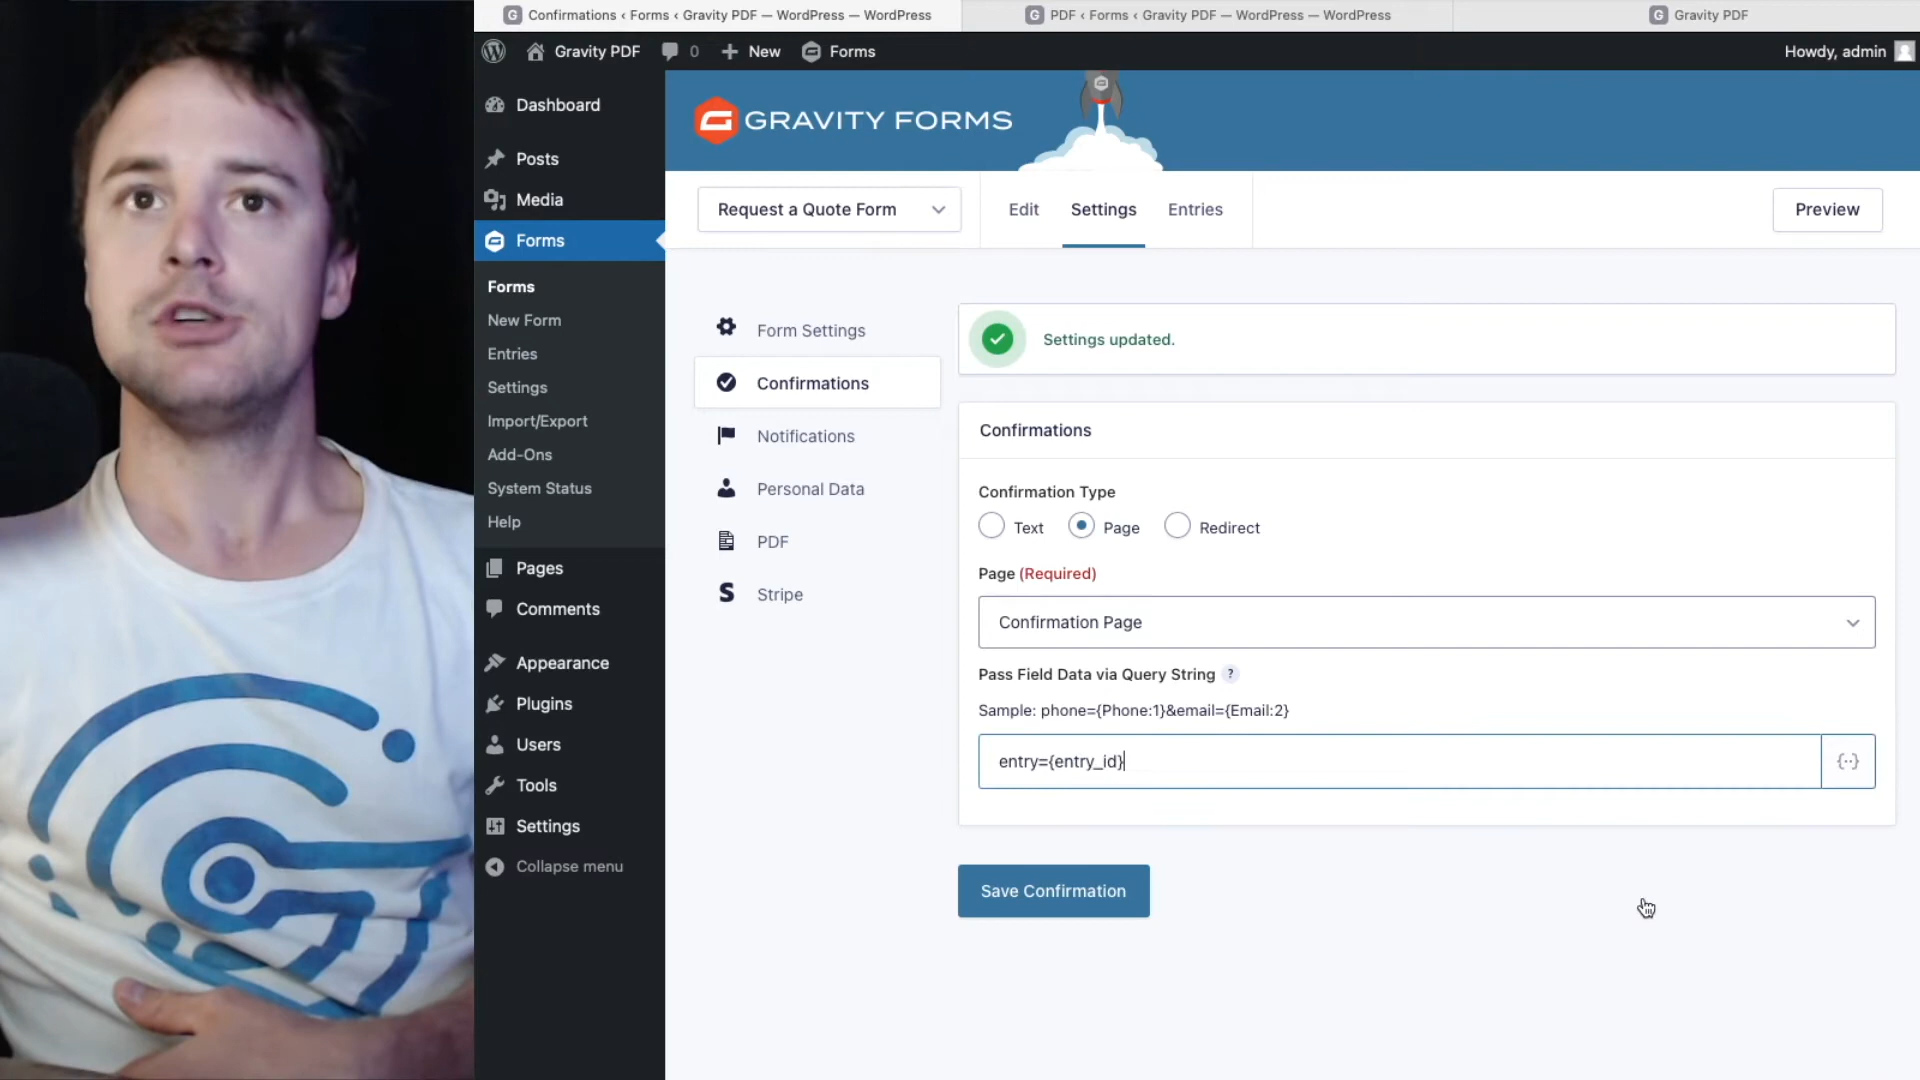 Confirmations ‹ Forms ‹ Gravity PDF — WordPress — WordPress
PDF ‹ Forms ‹ Gravity PDF — WordPress — WordPress
Gravity PDF
Gravity PDF
0
New
Forms
Howdy, admin
Dashboard
Posts
Media
Forms
Forms
New Form
Entries
Settings
Import/Export
Add-Ons
System Status
Help
Pages
Comments
Appearance
Plugins
Users
Tools
Settings
Collapse menu
GRAVITY FORMS
Request a Quote Form
Edit
Settings
Entries
Preview
Form Settings
Confirmations
Notifications
Personal Data
PDF
Stripe
Settings updated.
Confirmations
Confirmation Type
Text
Page
Redirect
Page (Required)
Confirmation Page
Pass Field Data via Query String ?
Sample: phone={Phone:1}&email={Email:2}
entry={entry_id}
Save Confirmation